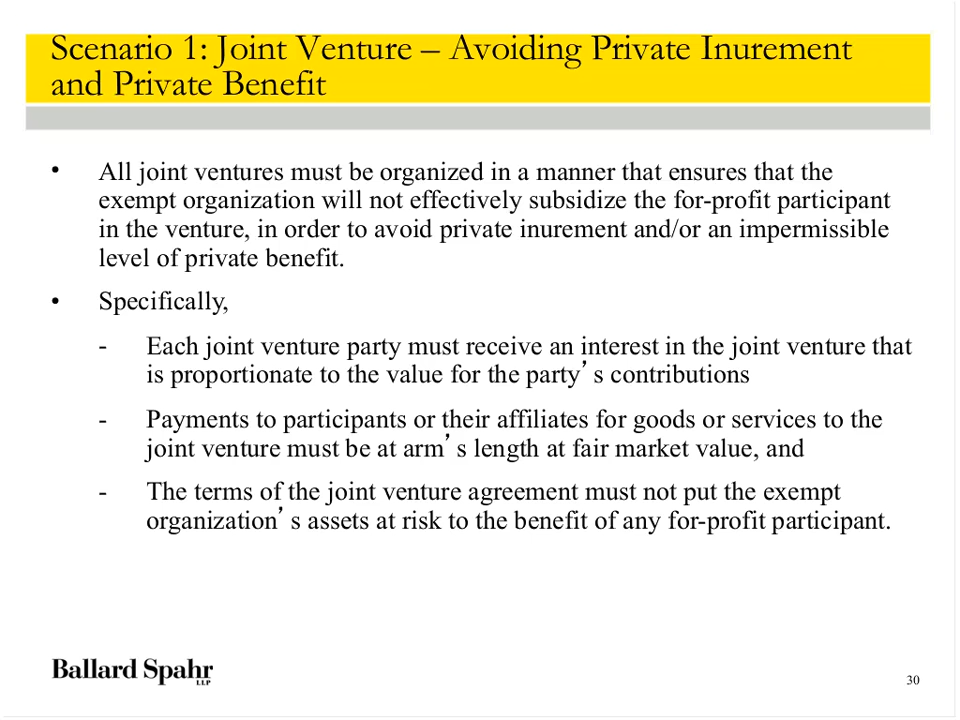 Scenario 1: Joint Venture – Avoiding Private Inurement
and Private Benefit
• All joint ventures must be organized in a manner that ensures that the
exempt organization will not effectively subsidize the for-profit participant
in the venture, in order to avoid private inurement and/or an impermissible
level of private benefit.
• Specifically,
- Each joint venture party must receive an interest in the joint venture that
is proportionate to the value for the party’s contributions
- Payments to participants or their affiliates for goods or services to the
joint venture must be at arm’s length at fair market value, and
- The terms of the joint venture agreement must not put the exempt
organization’s assets at risk to the benefit of any for-profit participant.
Ballard Spahr
LLP
30